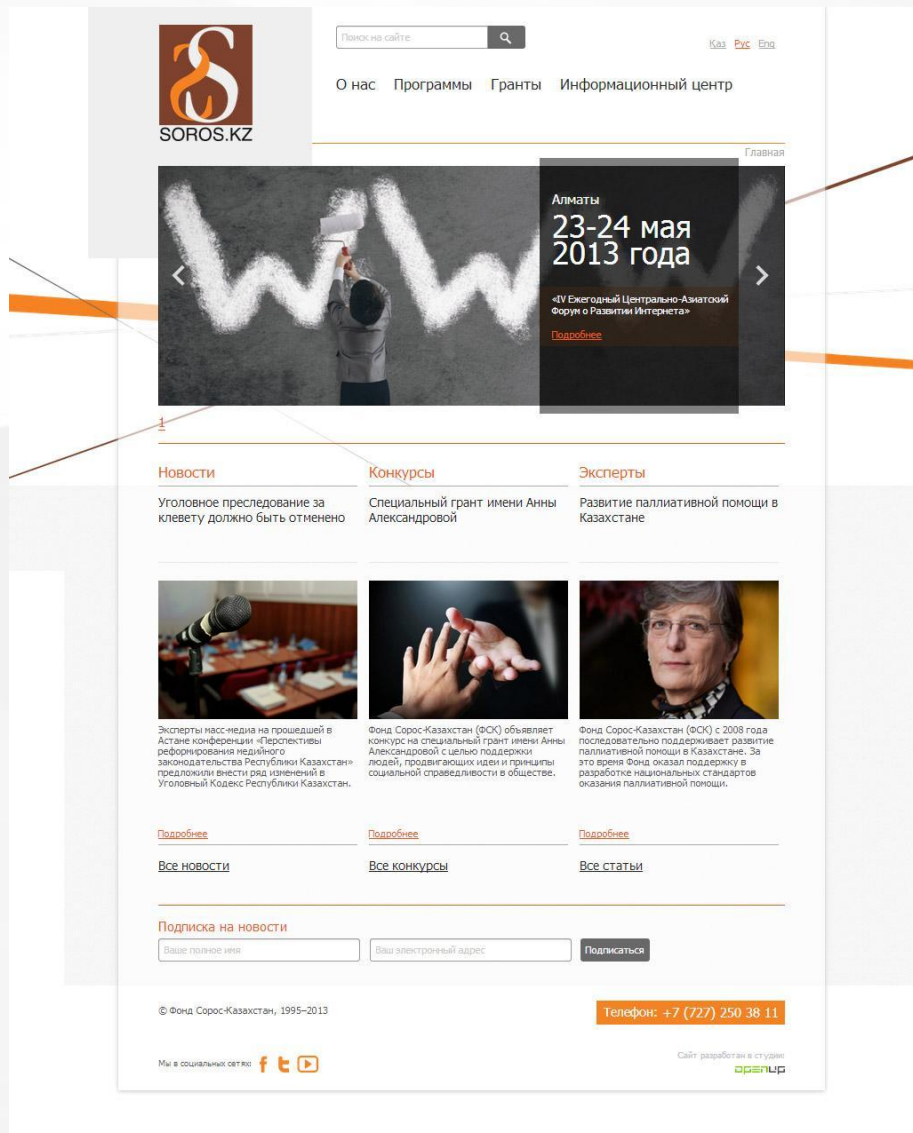 SOROS.KZ
Поиск на сайте
Қаз Рус Eng
О нас Программы Гранты Информационный центр
Главная
Алматы
23-24 мая
2013 года
«IV Ежегодный Центрально-Азиатский
Форум о Развитии Интернета»
Подробнее
1
Новости
Уголовное преследование за
клевету должно быть отменено
Эксперты масс-медиа на прошедшей в
Астане конференции «Перспективы
реформирования медийного
законодательства Республики Казахстан»
предложили внести ряд изменений в
Уголовный Кодекс Республики Казахстан.
Подробнее
Все новости
Конкурсы
Специальный грант имени Анны
Александровой
Фонд Сорос-Казахстан (ФСК) объявляет
конкурс на специальный грант имени Анны
Александровой с целью поддержки
людей, продвигающих идеи и принципы
социальной справедливости в обществе.
Подробнее
Все конкурсы
Эксперты
Развитие паллиативной помощи в
Казахстане
Фонд Сорос-Казахстан (ФСК) с 2008 года
последовательно поддерживает развитие
паллиативной помощи в Казахстане. За
это время Фонд оказал поддержку в
разработке национальных стандартов
оказания паллиативной помощи.
Подробнее
Все статьи
Подписка на новости
Ваше полное имя
Ваш электронный адрес
Подписаться
© Фонд Сорос-Казахстан, 1995–2013
Телефон: +7 (727) 250 38 11
Мы в социальных сетях:
Сайт разработан в студии:
openup